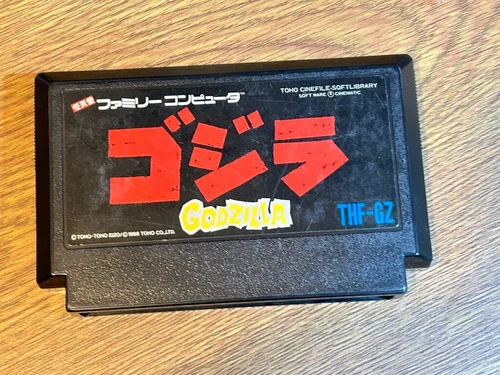 ファミリーコンピュータ
TOHO CINEFILE-SOFTLIBRARY
SOFT WARE CINEMATIC
ゴジラ
GODZILLA
THF-GZ
©TOHO-TOHO EIZO/©1988 TOHO CO.,LTD.